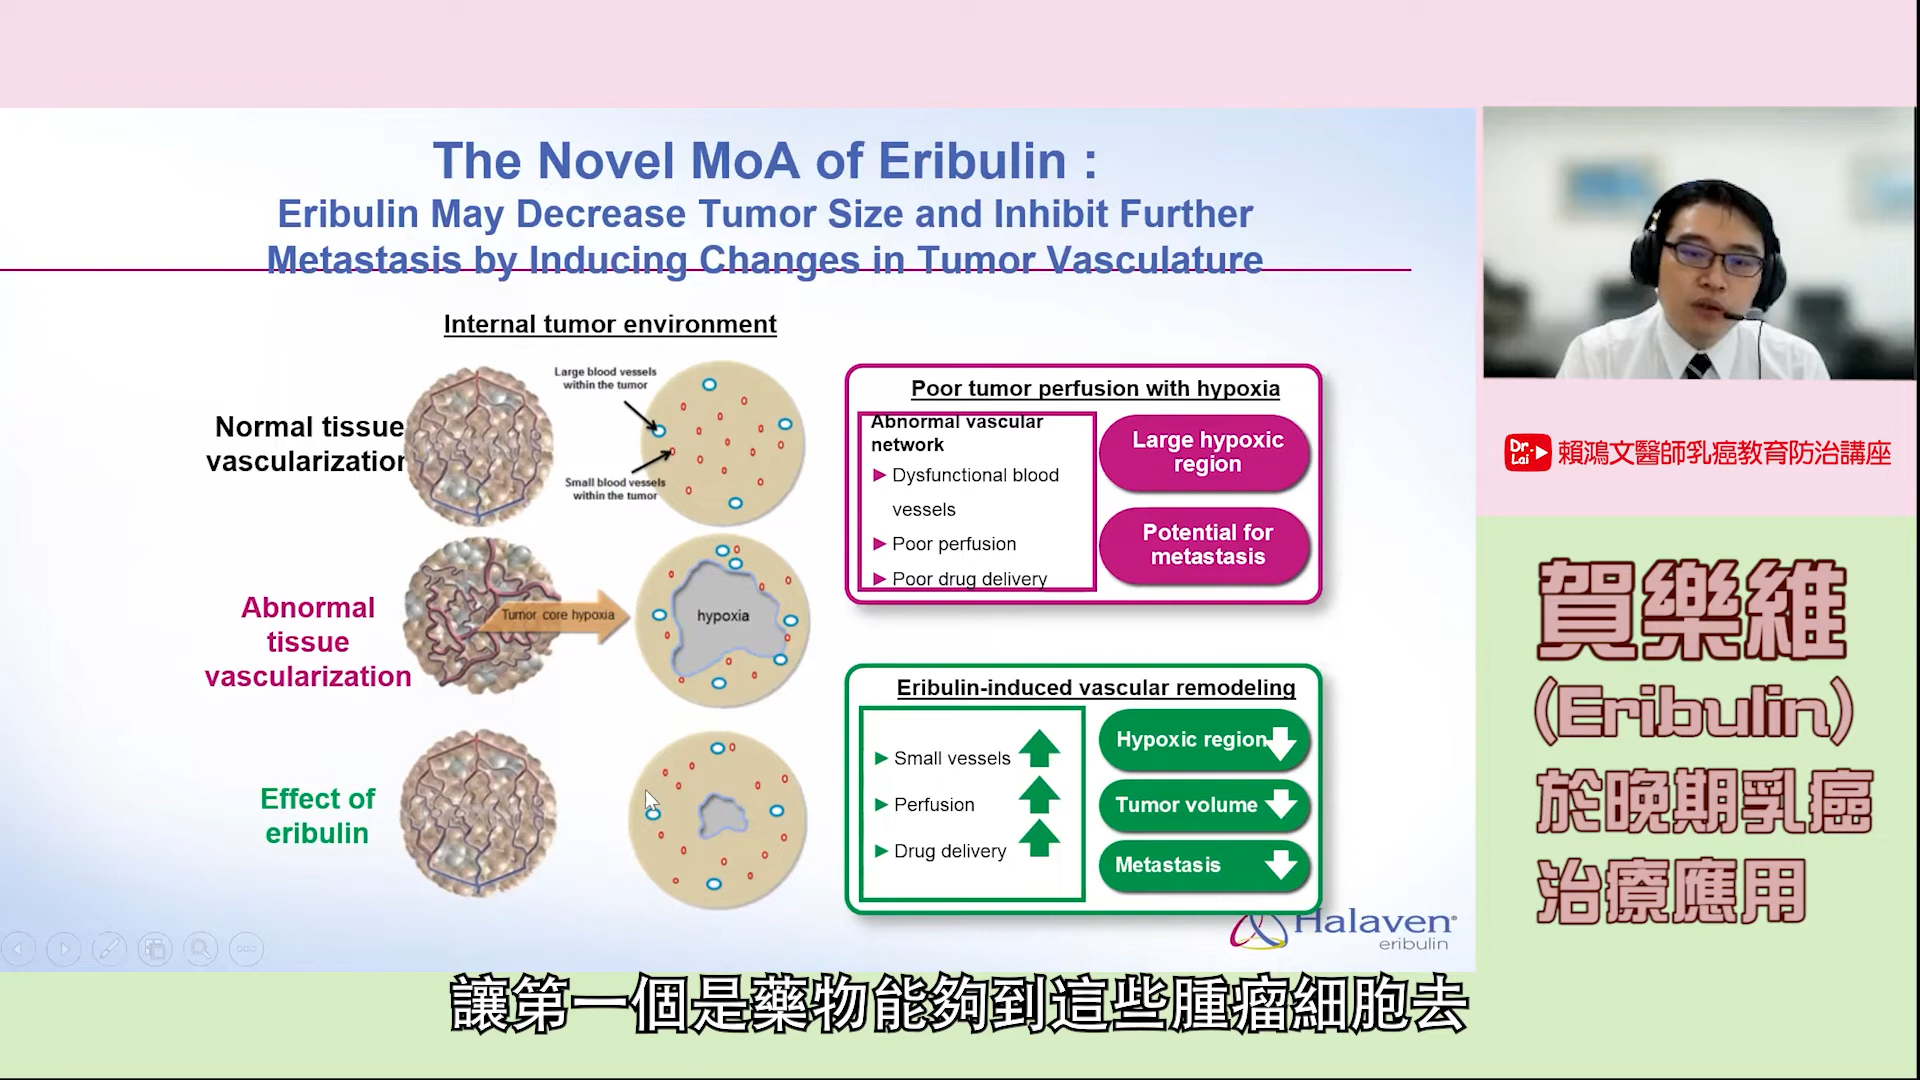 The Novel MoA of Eribulin :
Eribulin May Decrease Tumor Size and Inhibit Further
Metastasis by Inducing Changes in Tumor Vasculature
Internal tumor environment
Normal tissue
vascularization
Large blood vessels
within the tumor
Small blood vessels
within the tumor
Abnormal
tissue
vascularization
Tumor core hypoxia
hypoxia
Effect of
eribulin
Poor tumor perfusion with hypoxia
Abnormal vascular
network
Dysfunctional blood
vessels
Poor perfusion
Poor drug delivery
Large hypoxic
region
Potential for
metastasis
Eribulin-induced vascular remodeling
Small vessels
Perfusion
Drug delivery
Hypoxic region
Tumor volume
Metastasis
Halaven®
eribulin
Dr.
Lai
賴鴻文醫師乳癌教育防治講座
賀樂維
(Eribulin)
於晚期乳癌
治療應用
讓第一個是藥物能夠到這些腫瘤細胞去